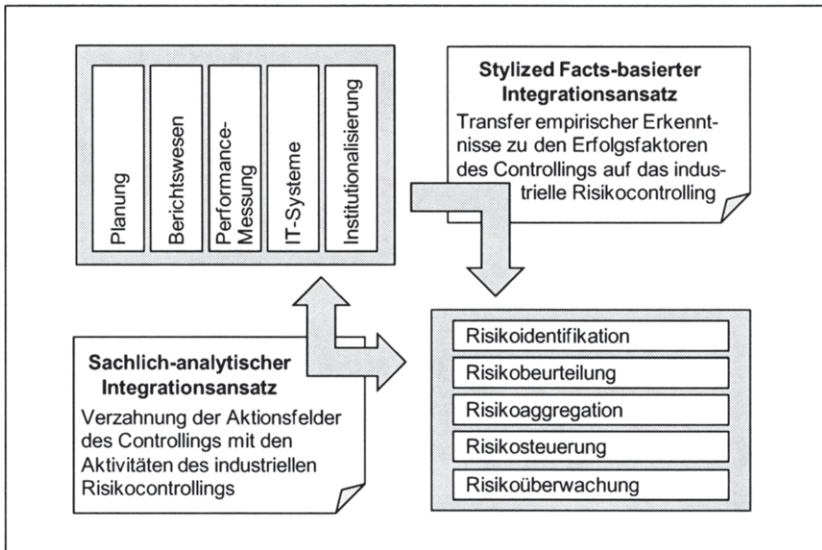 Planung
Berichtswesen
Performance-
Messung
IT-Systeme
Institutionalisierung
Stylized Facts-basierter
Integrationsansatz
Transfer empirischer Erkennt-
nisse zu den Erfolgsfaktoren
des Controllings auf das indus-
trielle Risikocontrolling
Sachlich-analytischer
Integrationsansatz
Verzahnung der Aktionsfelder
des Controllings mit den
Aktivitäten des industriellen
Risikocontrollings
Risikoidentifikation
Risikobeurteilung
Risikoaggregation
Risikosteuerung
Risikoüberwachung